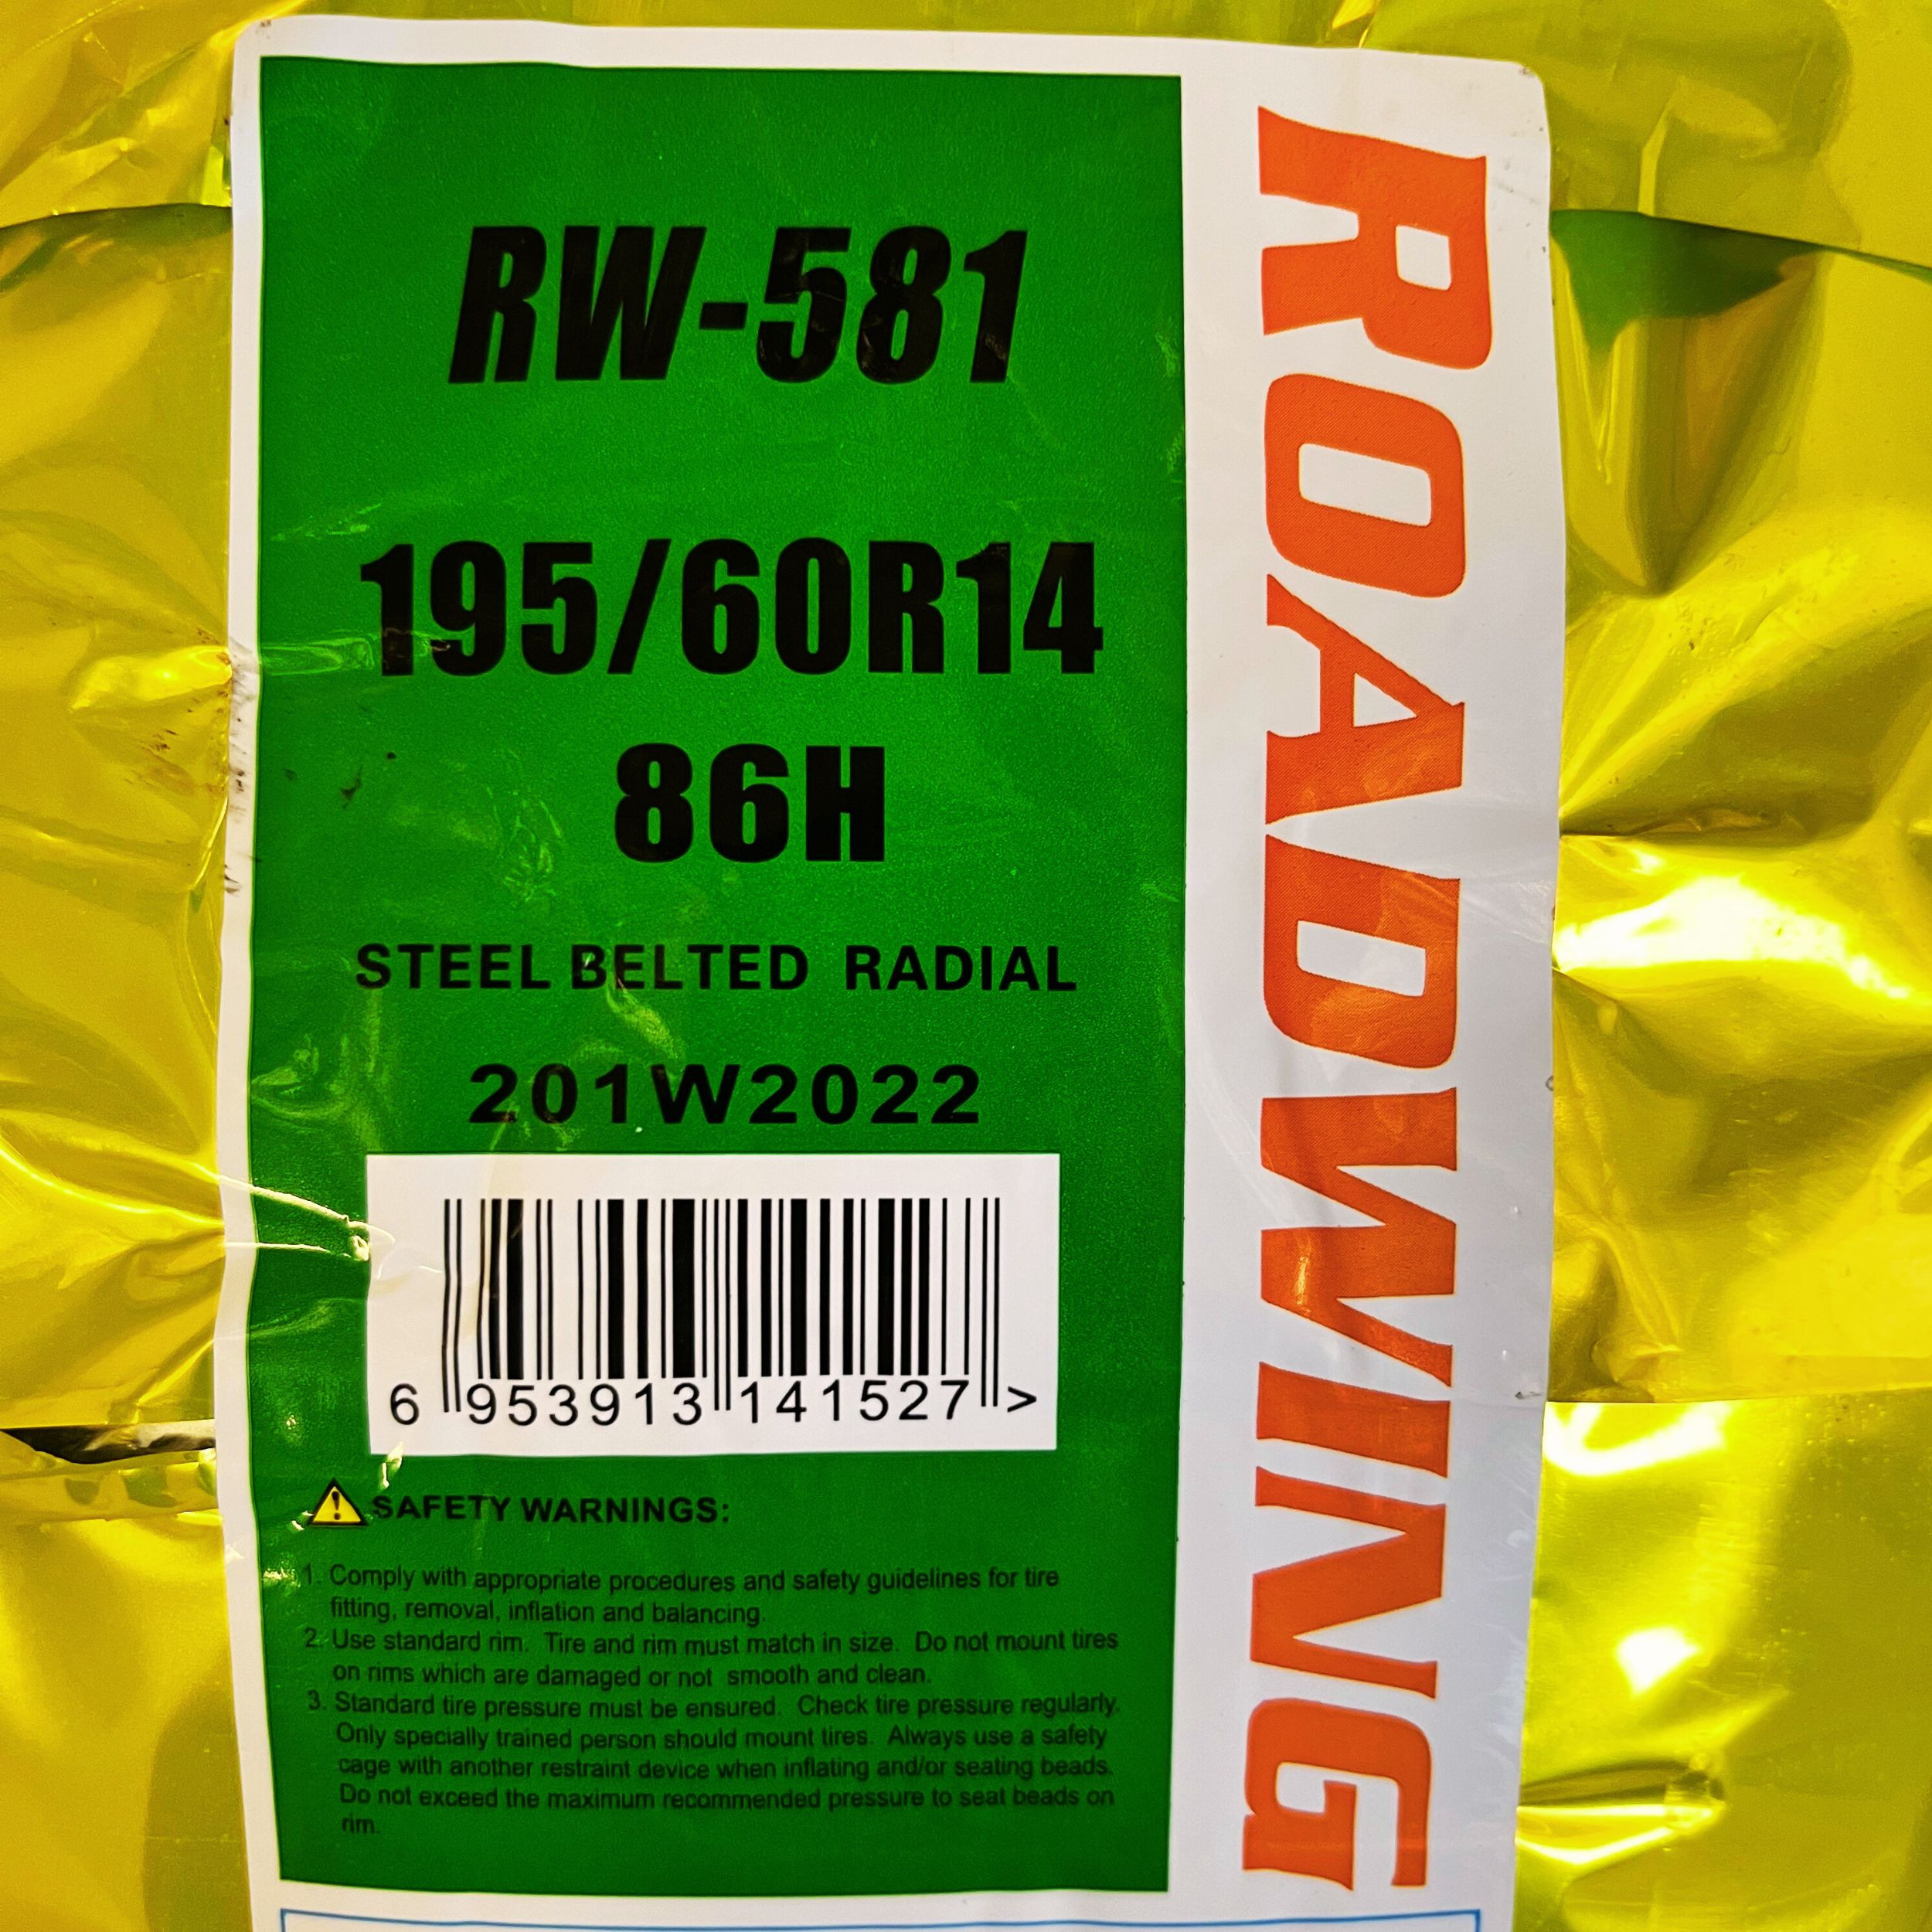 RW-581
195/60R14
86H
STEEL BELTED RADIAL
201W2022
6 953913 141527 >
SAFETY WARNINGS:
1. Comply with appropriate procedures and safety guidelines for tire
fitting, removal, inflation and balancing.
2. Use standard rim. Tire and rim must match in size. Do not mount tires
on rims which are damaged or not smooth and clean.
3. Standard tire pressure must be ensured. Check tire pressure regularly.
Only specially trained person should mount tires. Always use a safety
cage with another restraint device when inflating and/or seating beads.
Do not exceed the maximum recommended pressure to seat beads on
rim.
ROADWING